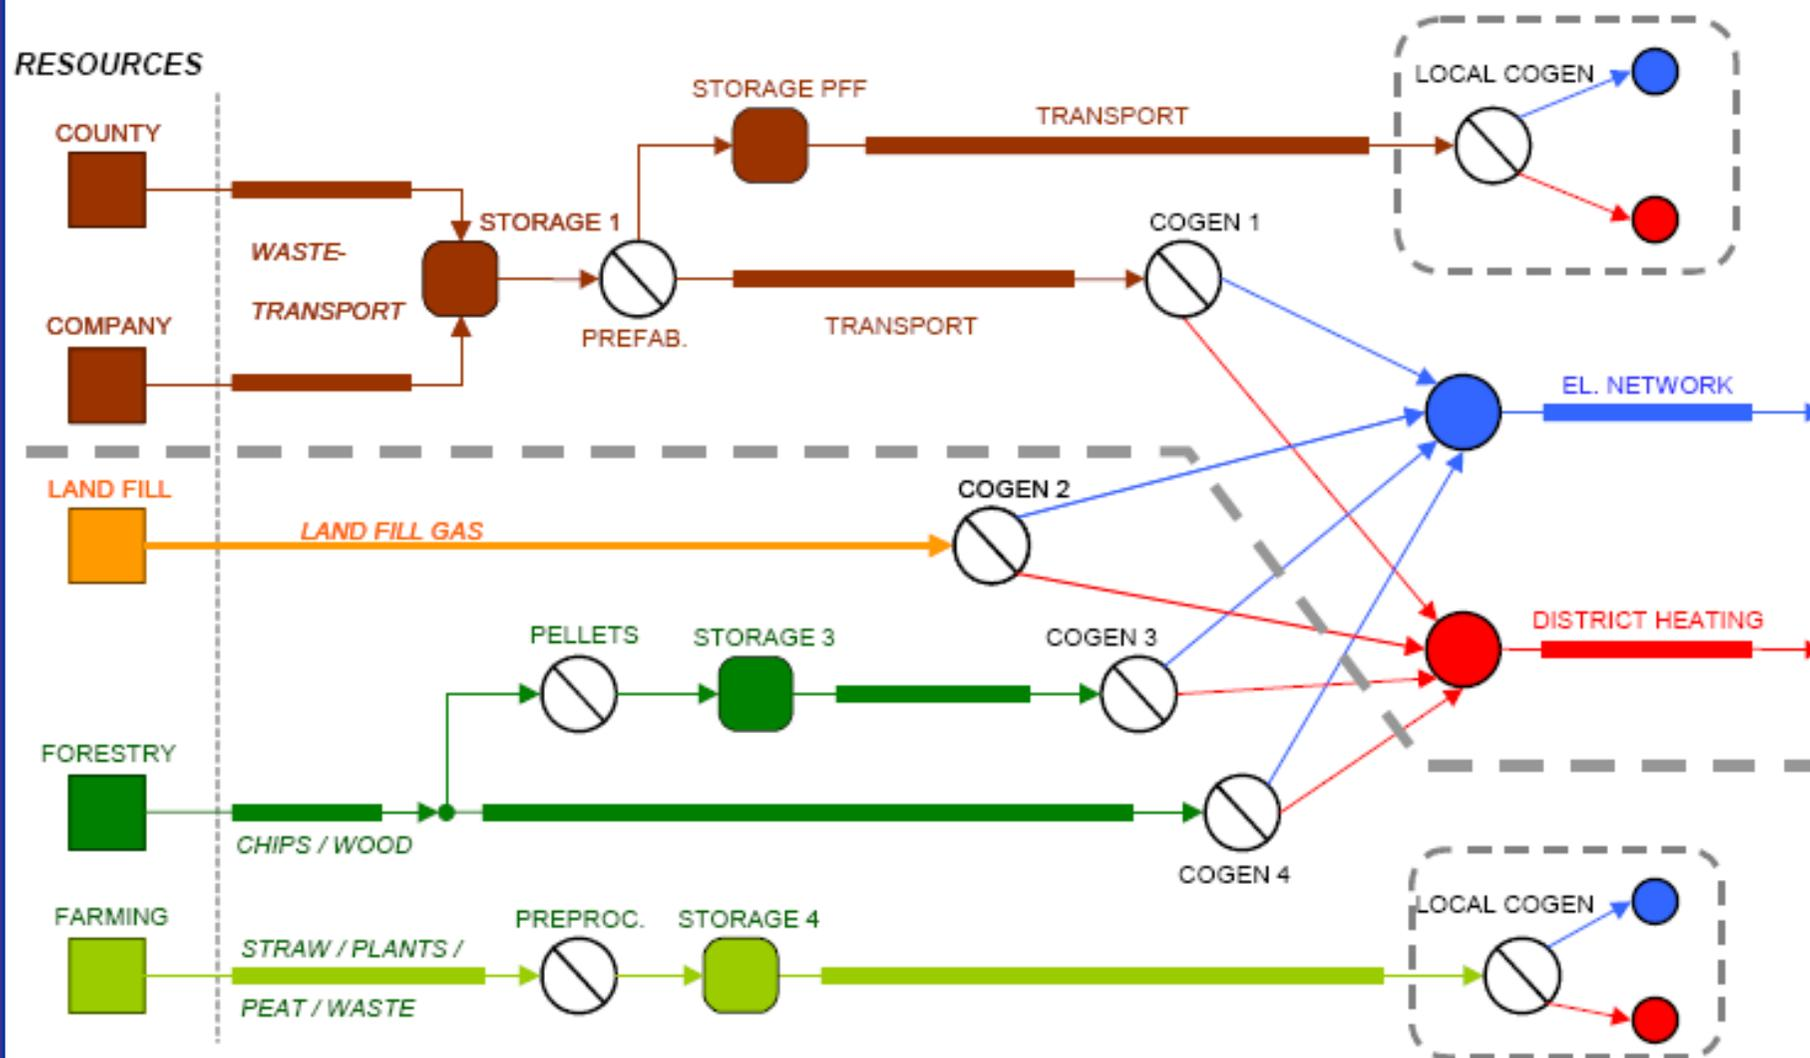 RESOURCES
COUNTY
STORAGE PFF
TRANSPORT
LOCAL COGEN
STORAGE 1
COGEN 1
WASTE-
TRANSPORT
COMPANY
PREFAB.
TRANSPORT
EL. NETWORK
LAND FILL
LAND FILL GAS
COGEN 2
PELLETS
STORAGE 3
COGEN 3
DISTRICT HEATING
FORESTRY
CHIPS / WOOD
COGEN 4
FARMING
STRAW / PLANTS /
PEAT / WASTE
PREPROC.
STORAGE 4
LOCAL COGEN